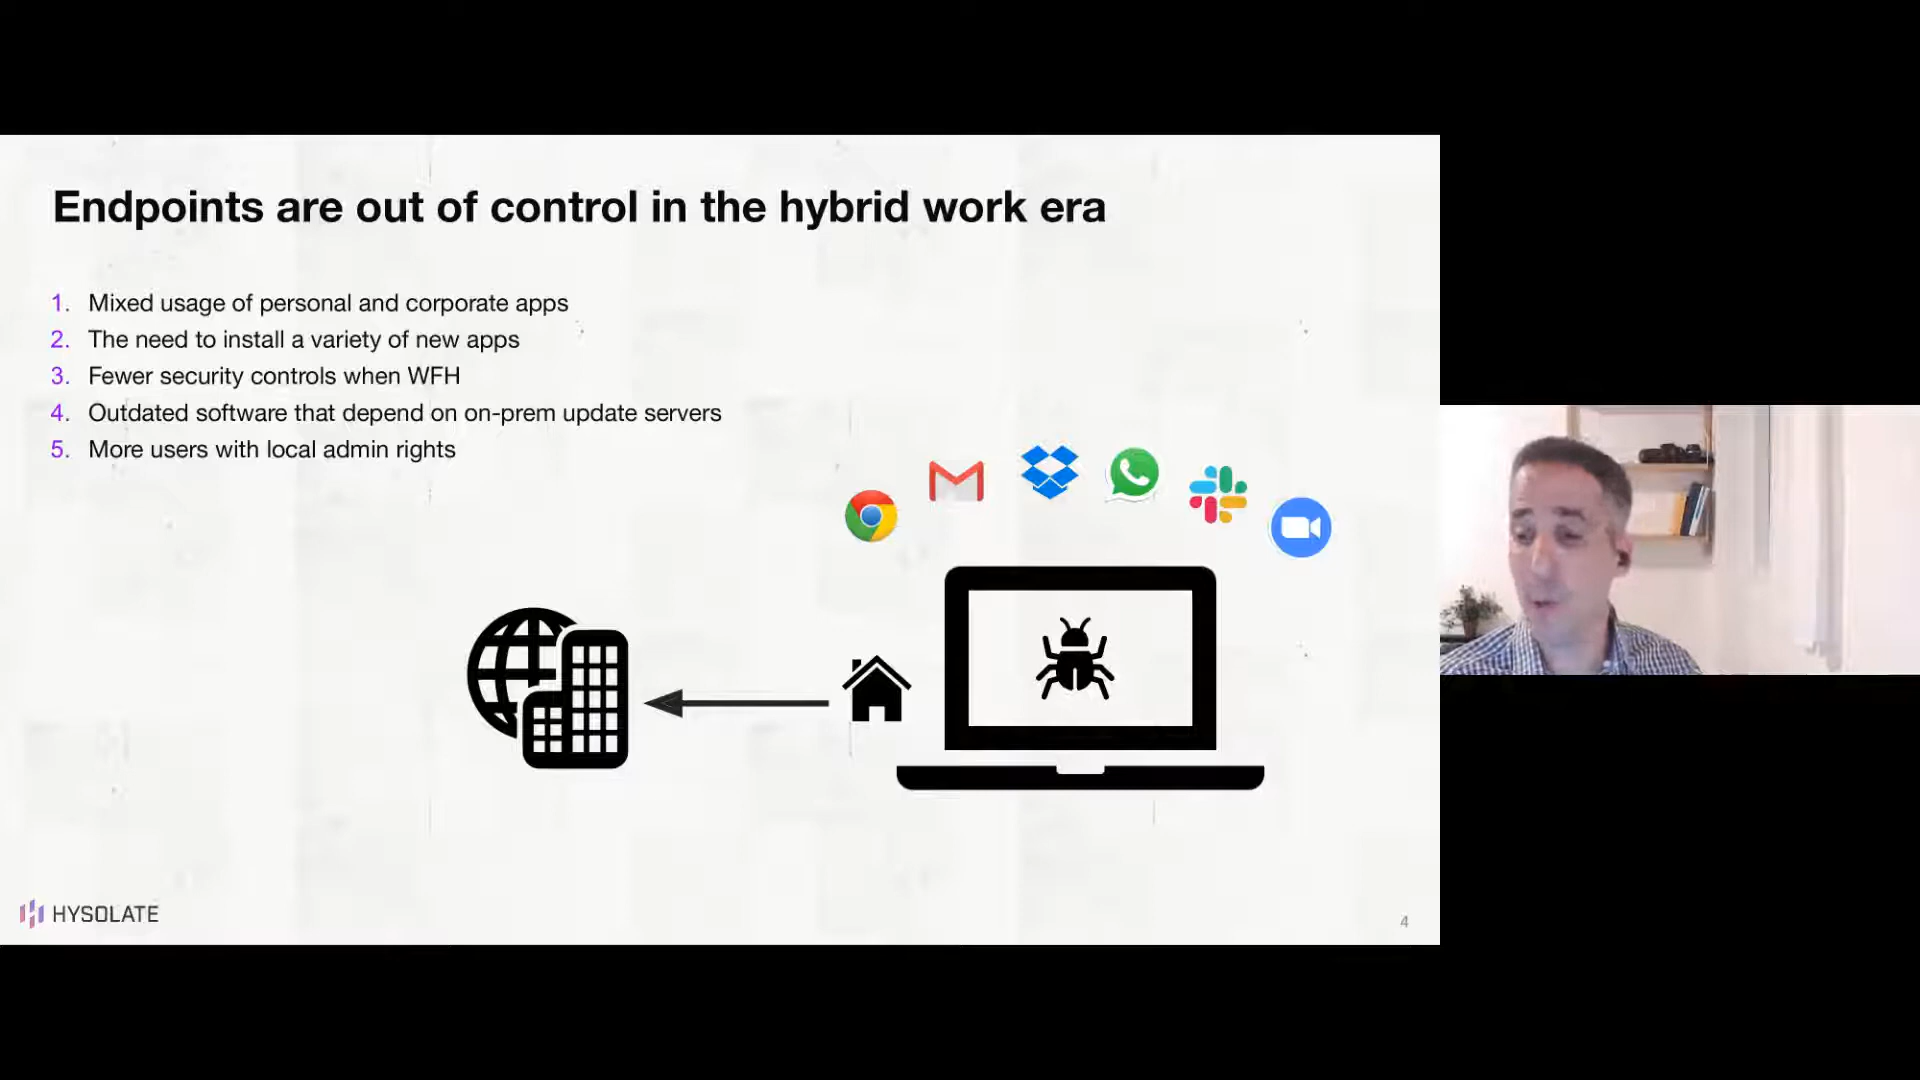 Endpoints are out of control in the hybrid work era
1. Mixed usage of personal and corporate apps
2. The need to install a variety of new apps
3. Fewer security controls when WFH
4. Outdated software that depend on on-prem update servers
5. More users with local admin rights
HYSOLATE
4